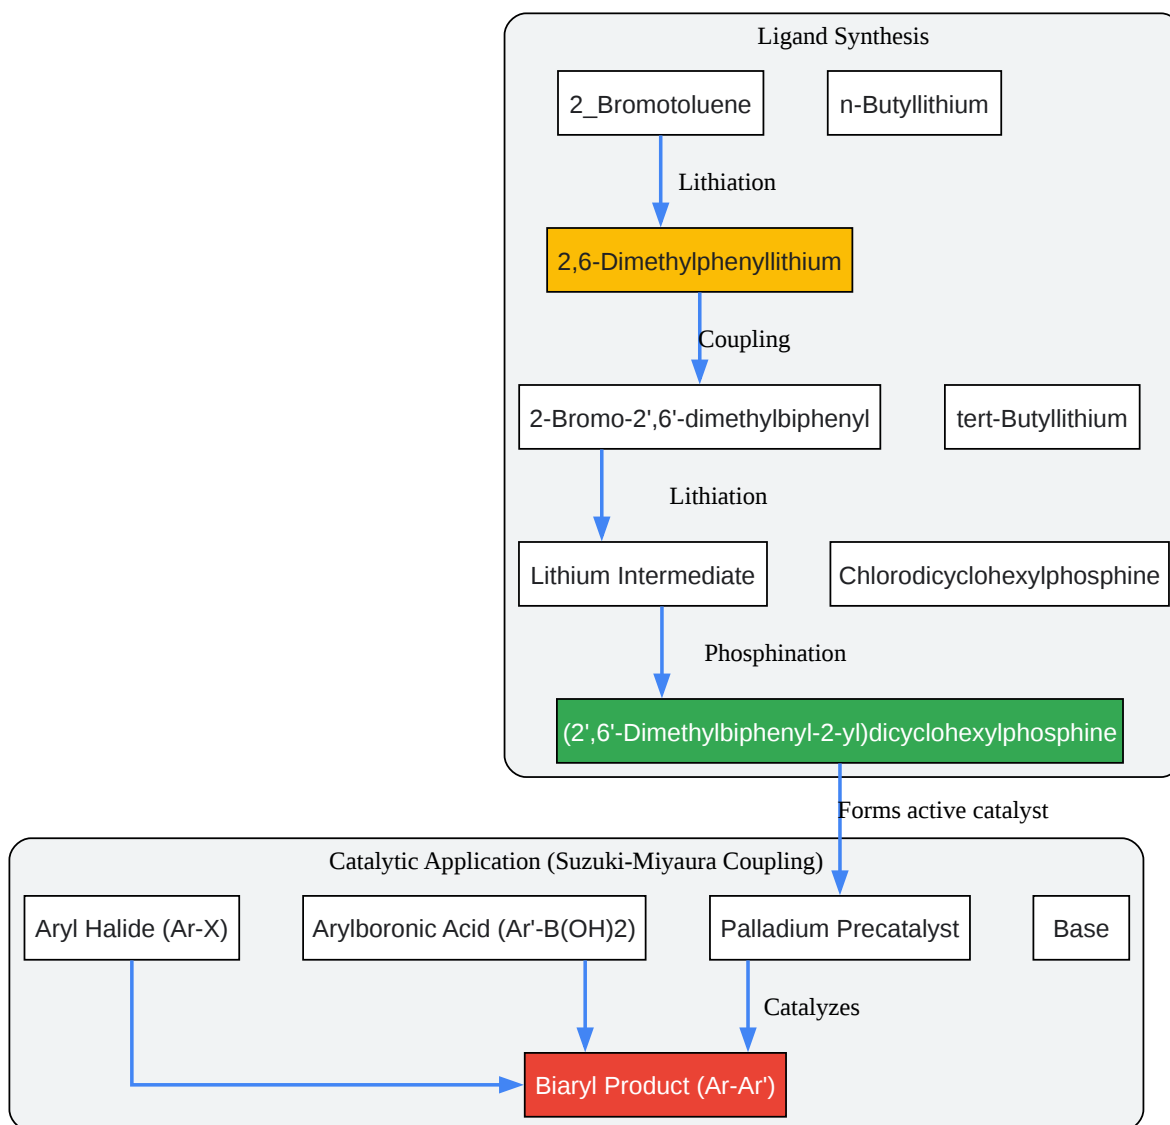 Ligand Synthesis
2_Bromotoluene
n-Butyllithium
Lithiation
2,6-Dimethylphenyllithium
Coupling
2-Bromo-2',6'-dimethylbiphenyl
tert-Butyllithium
Lithiation
Lithium Intermediate
Chlorodicyclohexylphosphine
Phosphination
(2',6'-Dimethylbiphenyl-2-yl)dicyclohexylphosphine
Forms active catalyst
Catalytic Application (Suzuki-Miyaura Coupling)
Aryl Halide (Ar-X)
Arylboronic Acid (Ar'-B(OH)2)
Palladium Precatalyst
Base
Catalyzes
Biaryl Product (Ar-Ar')